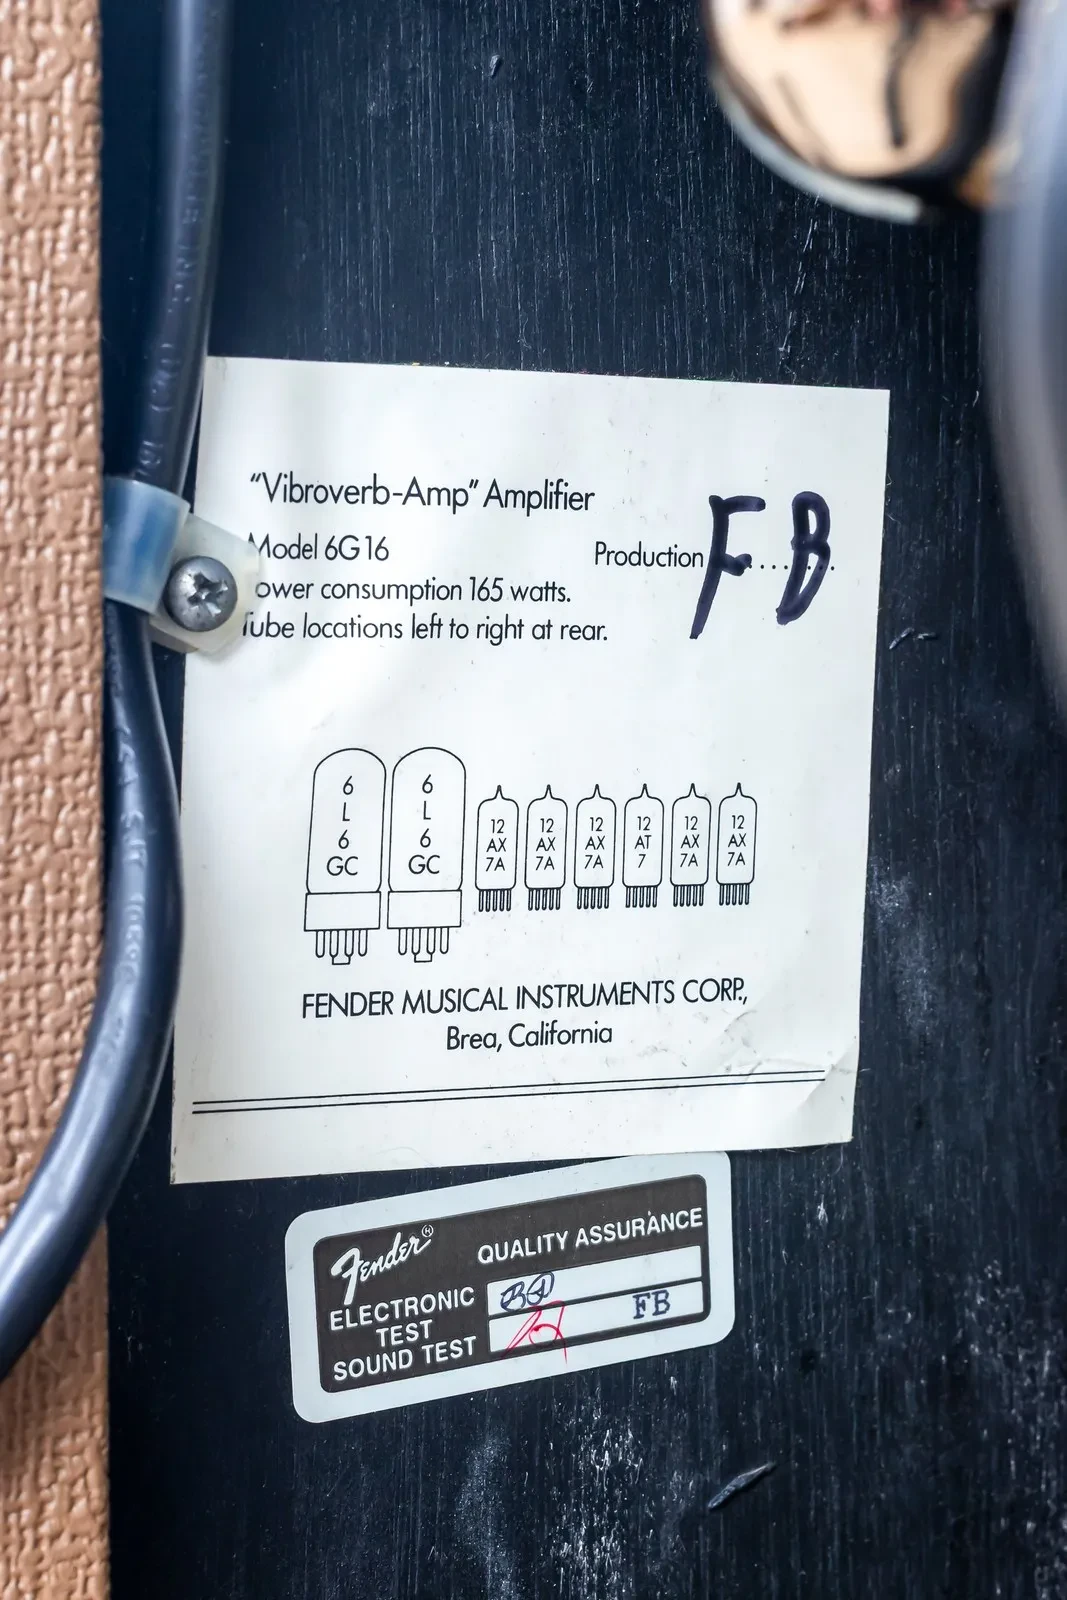 "Vibroverb-Amp" Amplifier
Model 6G16
Production ........ FB
ower consumption 165 watts.
Tube locations left to right at rear.
6 L 6 GC
6 L 6 GC
12 AX 7A
12 AX 7A
12 AX 7A
12 AT 7
12 AX 7A
12 AX 7A
FENDER MUSICAL INSTRUMENTS CORP.,
Brea, California
Fender®
QUALITY ASSURANCE
ELECTRONIC
TEST
SOUND TEST
FB